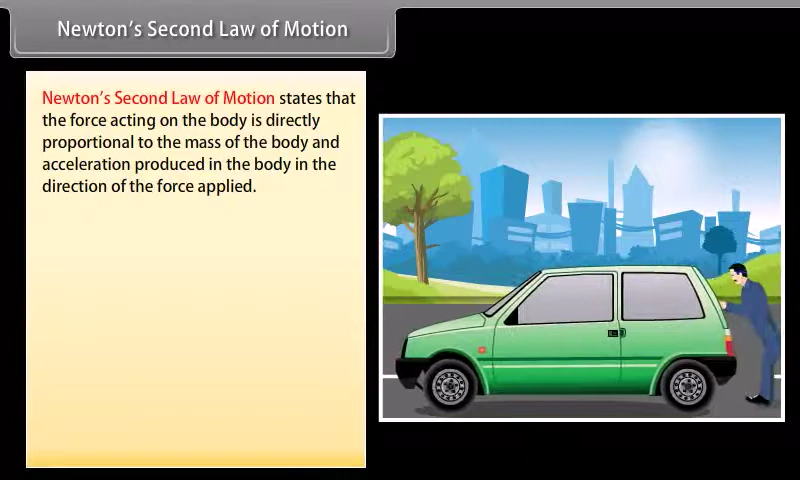 Newton's Second Law of Motion
Newton's Second Law of Motion states that
the force acting on the body is directly
proportional to the mass of the body and
acceleration produced in the body in the
direction of the force applied.